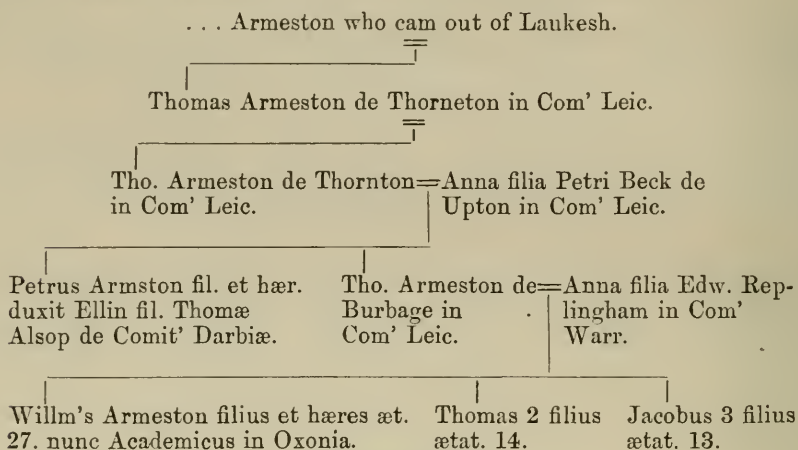 . . . Armeston who cam out of Laukesh.
Thomas Armeston de Thorneton in Com' Leic.
Tho. Armeston de Thornton=Anna filia Petri Beck de
in Com' Leic. Upton in Com' Leic.
Petrus Armston fil. et hær.
duxit Ellin fil. Thomæ
Alsop de Comit' Darbiæ.
Tho. Armeston de=Anna filia Edw. Rep-
Burbage in lingham in Com'
Com' Leic. Warr.
Willm's Armeston filius et hæres æt.
27. nunc Academicus in Oxonia.
Thomas 2 filius
ætat. 14.
Jacobus 3 filius
ætat. 13.